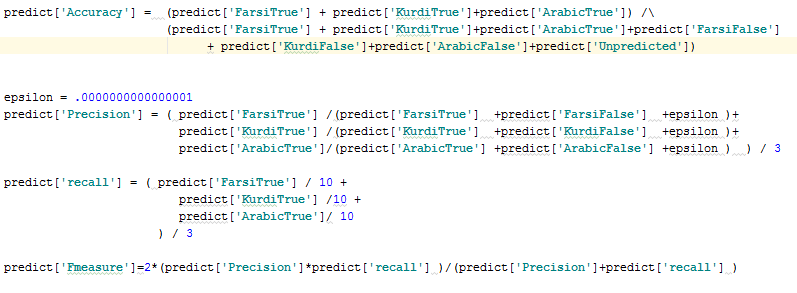 predict['Accuracy'] =  (predict['FarsiTrue'] + predict['KurdiTrue']+predict['ArabicTrue']) /\
(predict['FarsiTrue'] + predict['KurdiTrue']+predict['ArabicTrue']+predict['FarsiFalse']
+ predict['KurdiFalse']+predict['ArabicFalse']+predict['Unpredicted'])
epsilon = .0000000000000001
predict['Precision'] = ( predict['FarsiTrue'] /(predict['FarsiTrue']  +predict['FarsiFalse']  +epsilon )+
predict['KurdiTrue'] /(predict['KurdiTrue']  +predict['KurdiFalse']  +epsilon )+
predict['ArabicTrue']/(predict['ArabicTrue'] +predict['ArabicFalse'] +epsilon )  ) / 3
predict['recall'] = ( predict['FarsiTrue'] / 10 +
predict['KurdiTrue'] /10 +
predict['ArabicTrue']/ 10
) / 3
predict['Fmeasure']=2*(predict['Precision']*predict['recall'] )/(predict['Precision']+predict['recall'] )